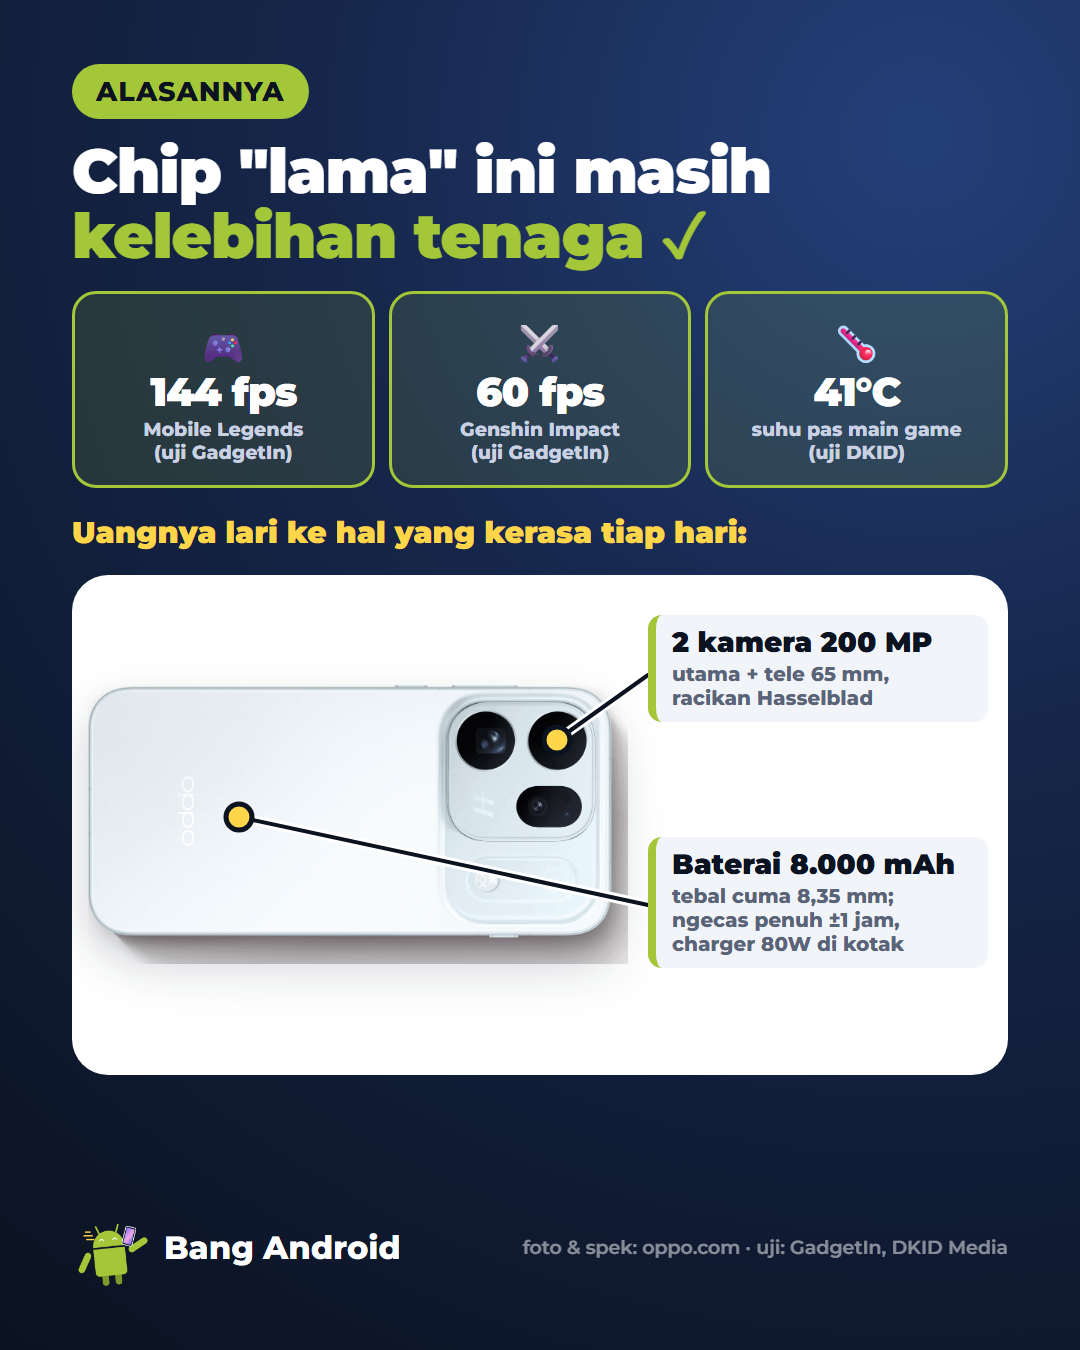 ALASANNYA
Chip "lama" ini masih
kelebihan tenaga ✓
144 fps
Mobile Legends
(uji GadgetIn)
60 fps
Genshin Impact
(uji GadgetIn)
41°C
suhu pas main game
(uji DKID)
Uangnya lari ke hal yang kerasa tiap hari:
2 kamera 200 MP
utama + tele 65 mm,
racikan Hasselblad
oppo
H
Baterai 8.000 mAh
tebal cuma 8,35 mm;
ngecas penuh ±1 jam,
charger 80W di kotak
Bang Android
foto & spek: oppo.com · uji: GadgetIn, DKID Media